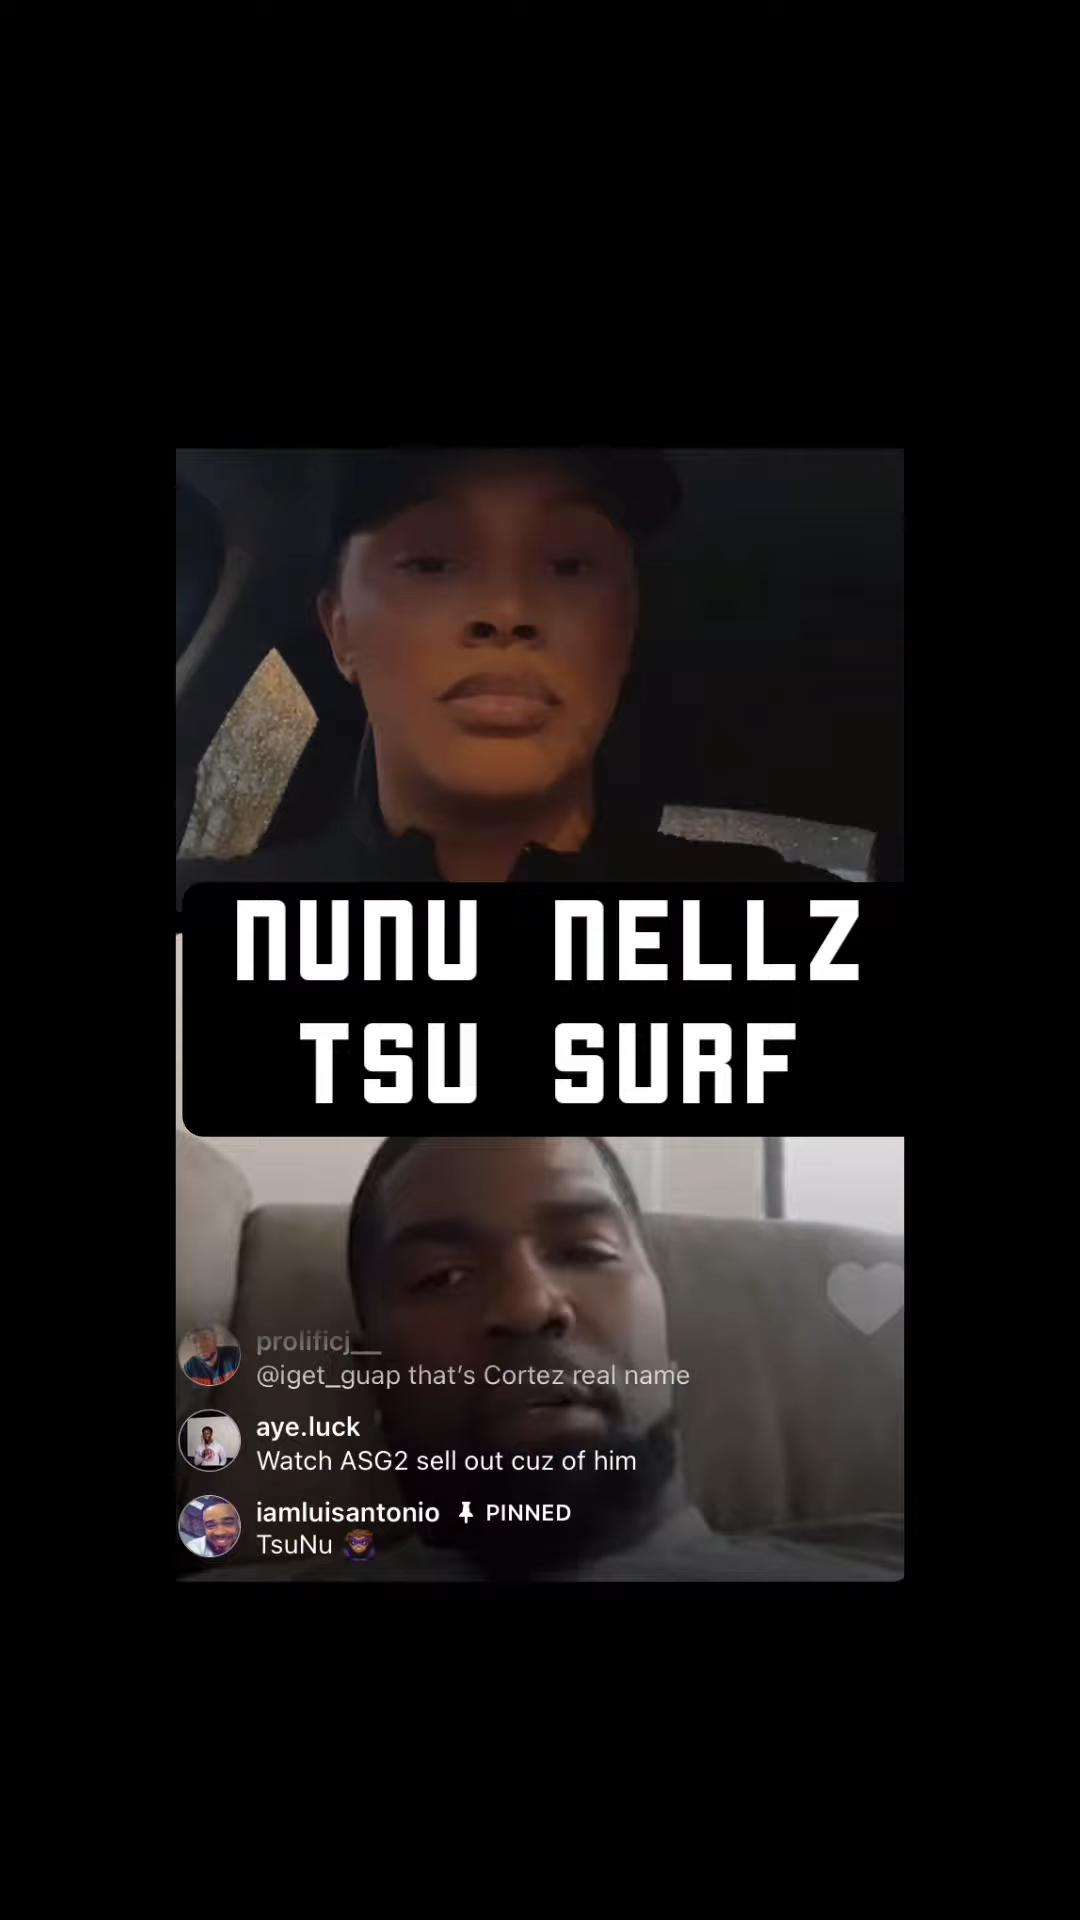 NUNU NELLZ
TSU SURF
prolificj__
@iget_guap that's Cortez real name
aye.luck
Watch ASG2 sell out cuz of him
iamluisantonio PINNED
TsuNu